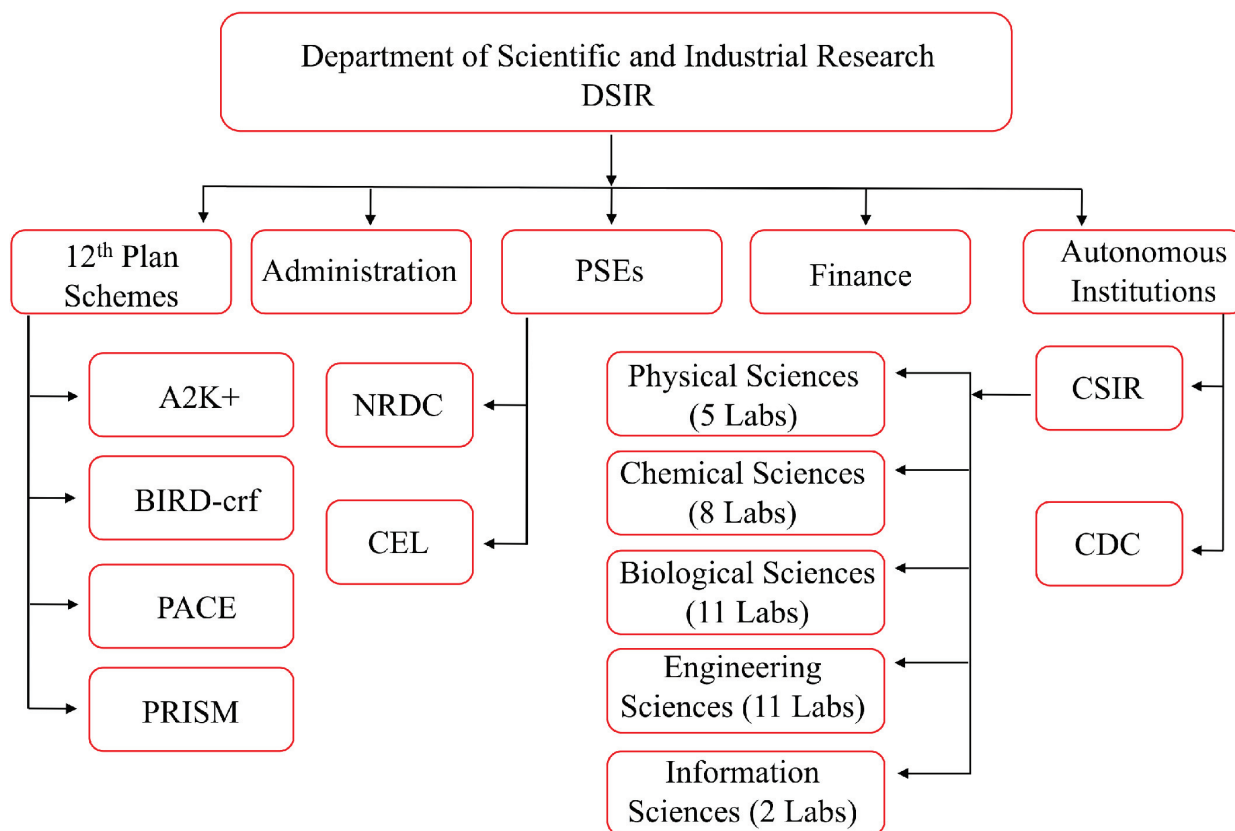 Department of Scientific and Industrial Research
DSIR
12th Plan
Schemes
Administration
PSEs
Finance
Autonomous
Institutions
A2K+
BIRD-crf
PACE
PRISM
NRDC
CEL
Physical Sciences
(5 Labs)
Chemical Sciences
(8 Labs)
Biological Sciences
(11 Labs)
Engineering
Sciences (11 Labs)
Information
Sciences (2 Labs)
CSIR
CDC